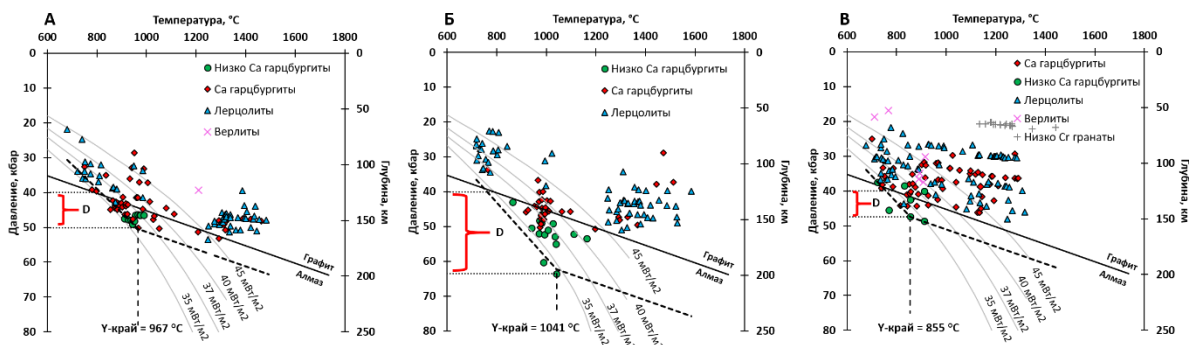 А
Температура, °C
600 800 1000 1200 1400 1600 1800
0
10
20
30
40
50
60
70
80
Давление, кбар
0
50
100
150
200
250
Глубина, км
Низко Ca гарцбургиты
Ca гарцбургиты
Лерцолиты
Верлиты
D
Графит
Алмаз
45 мВт/м2
40 мВт/м2
37 мВт/м2
35 мВт/м2
Y-край = 967 °C
Б
Температура, °C
600 800 1000 1200 1400 1600 1800
0
10
20
30
40
50
60
70
80
Давление, кбар
0
50
100
150
200
250
Глубина, км
Низко Ca гарцбургиты
Ca гарцбургиты
Лерцолиты
D
Графит
Алмаз
45 мВт/м2
40 мВт/м2
37 мВт/м2
35 мВт/м2
Y-край = 1041 °C
В
Температура, °C
600 800 1000 1200 1400 1600 1800
0
10
20
30
40
50
60
70
80
Давление, кбар
0
50
100
150
200
250
Глубина, км
Ca гарцбургиты
Низко Ca гарцбургиты
Лерцолиты
Верлиты
Низко Cr гранаты
D
Графит
Алмаз
45 мВт/м2
40 мВт/м2
37 мВт/м2
35 мВт/м2
Y-край = 855 °C